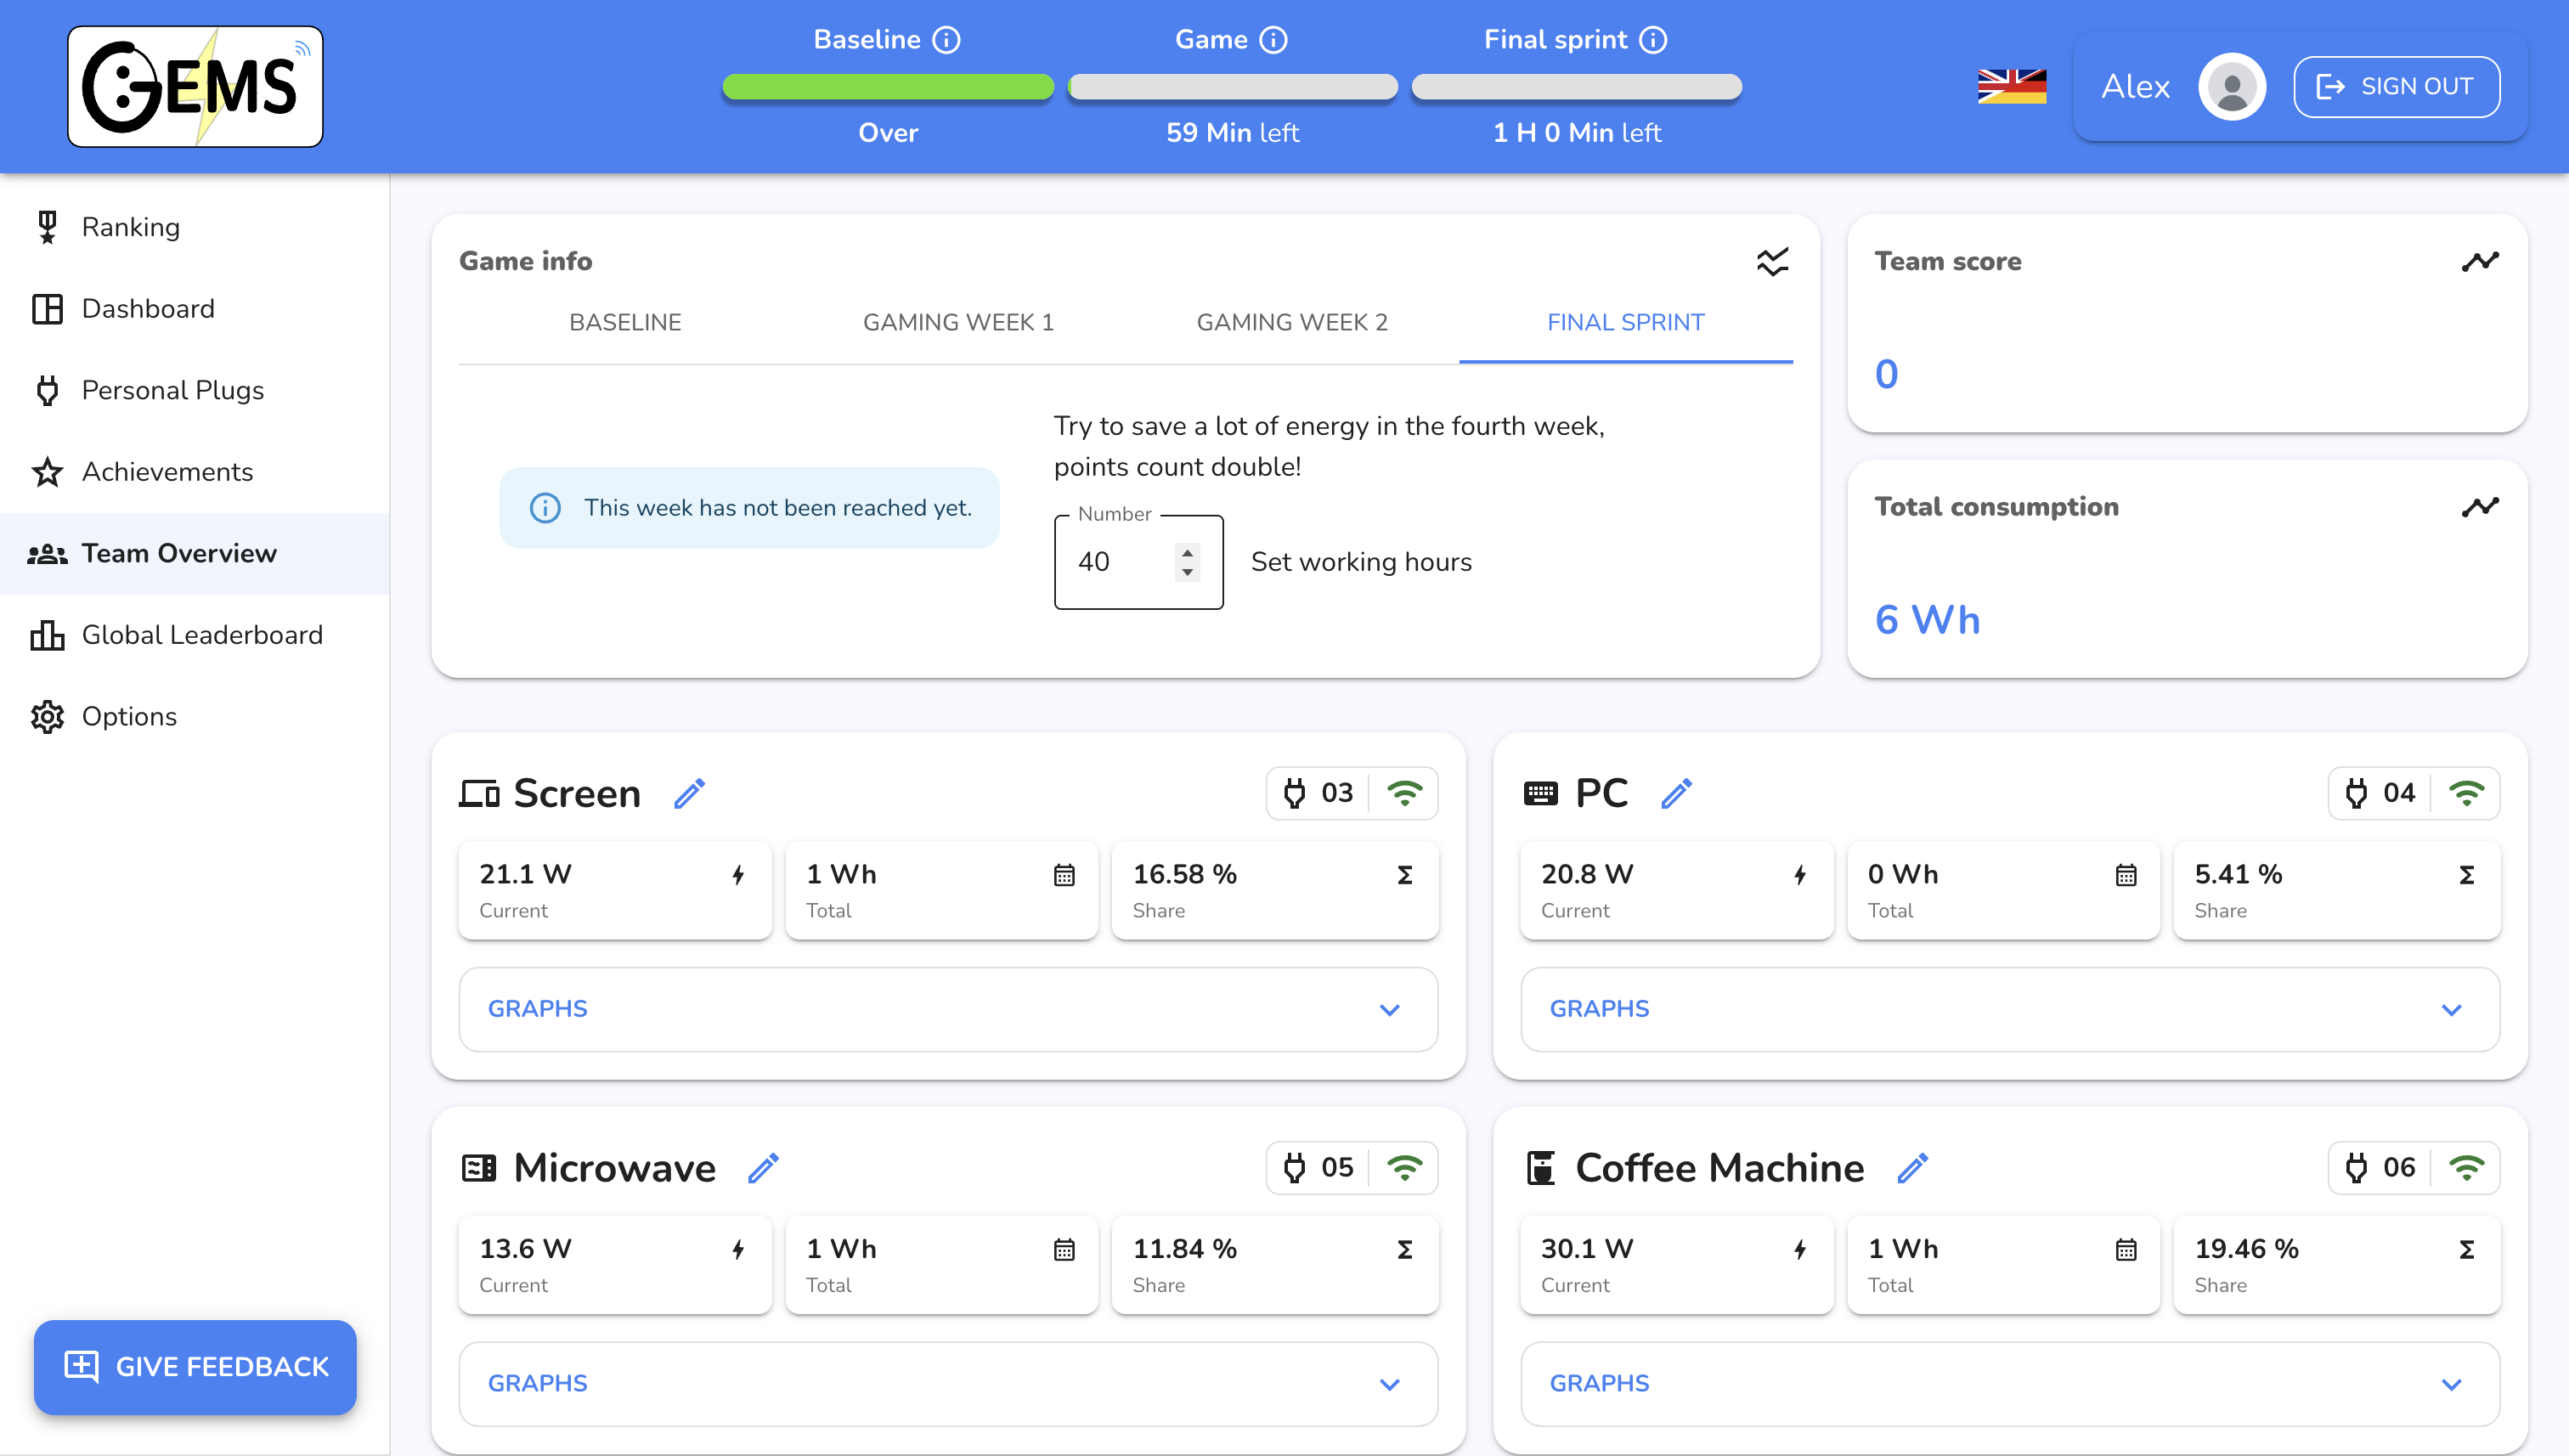 GEMS
Baseline
Over
Game
59 Min left
Final sprint
1 H 0 Min left
Alex
SIGN OUT
Ranking
Dashboard
Personal Plugs
Achievements
Team Overview
Global Leaderboard
Options
GIVE FEEDBACK
Game info
BASELINE
GAMING WEEK 1
GAMING WEEK 2
FINAL SPRINT
This week has not been reached yet.
Try to save a lot of energy in the fourth week,
points count double!
Number
40
Set working hours
Team score
0
Total consumption
6 Wh
Screen
03
21.1 W
Current
1 Wh
Total
16.58 %
Share
GRAPHS
PC
04
20.8 W
Current
0 Wh
Total
5.41 %
Share
GRAPHS
Microwave
05
13.6 W
Current
1 Wh
Total
11.84 %
Share
GRAPHS
Coffee Machine
06
30.1 W
Current
1 Wh
Total
19.46 %
Share
GRAPHS